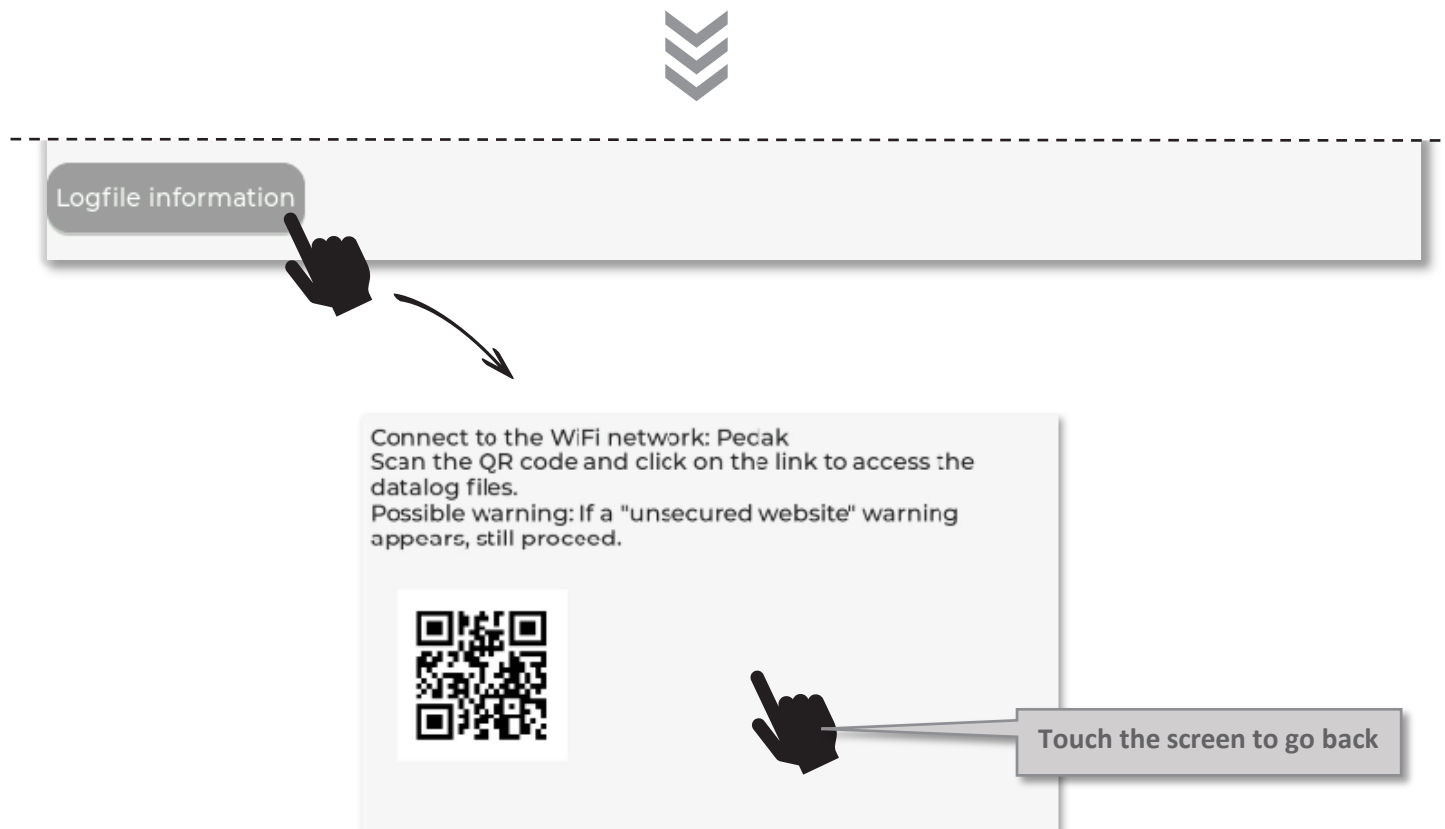 Logfile information
Connect to the WiFi network: Pedak
Scan the QR code and click on the link to access the
datalog files.
Possible warning: If a "unsecured website" warning
appears, still proceed.
Touch the screen to go back